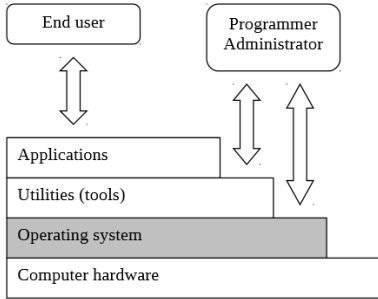 End user
Programmer
Administrator
Applications
Utilities (tools)
Operating system
Computer hardware